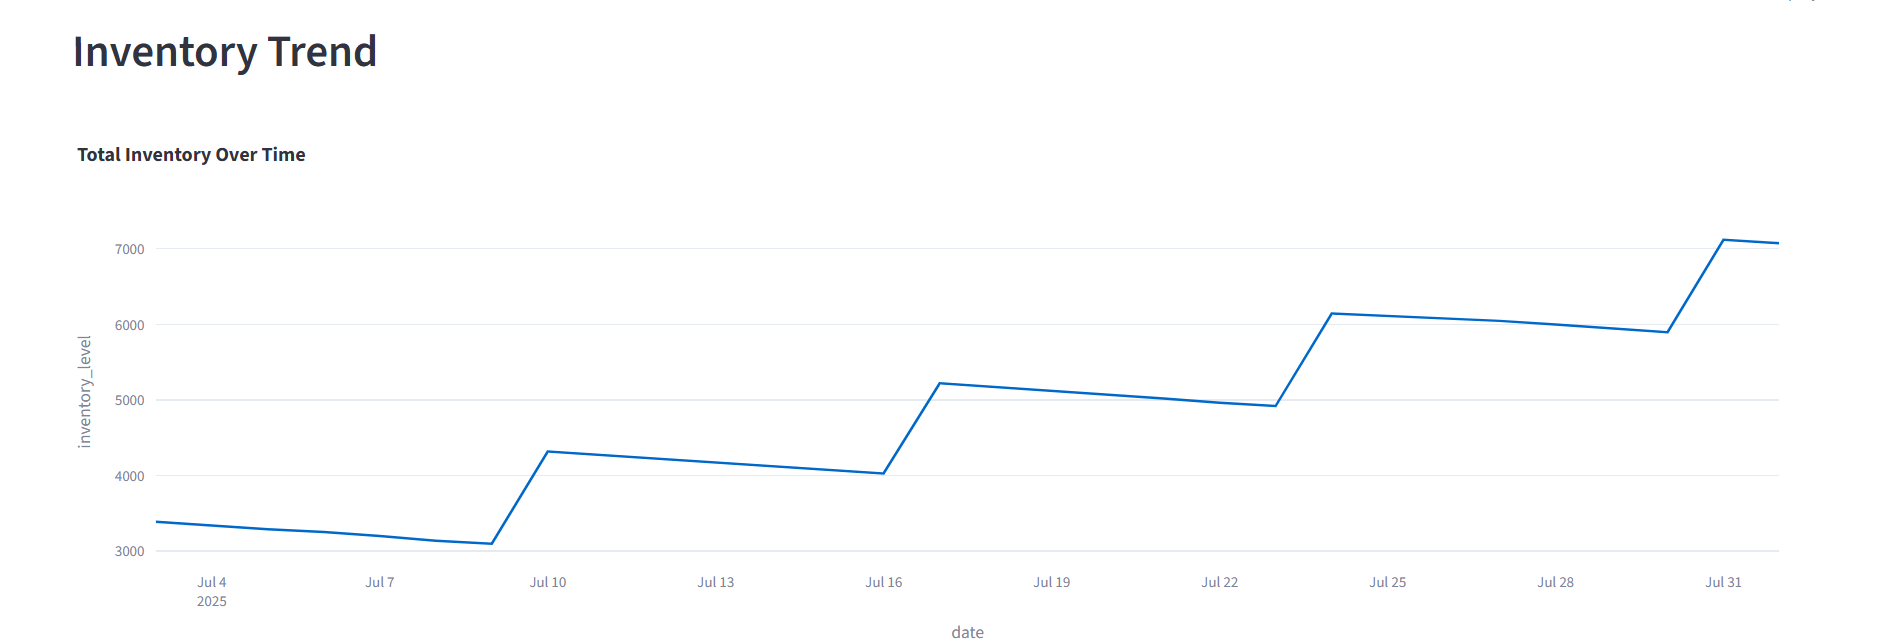 Inventory Trend
Total Inventory Over Time
7000
6000
5000
4000
3000
inventory_level
Jul 4 Jul 7 Jul 10 Jul 13 Jul 16 Jul 19 Jul 22 Jul 25 Jul 28 Jul 31
2025
date